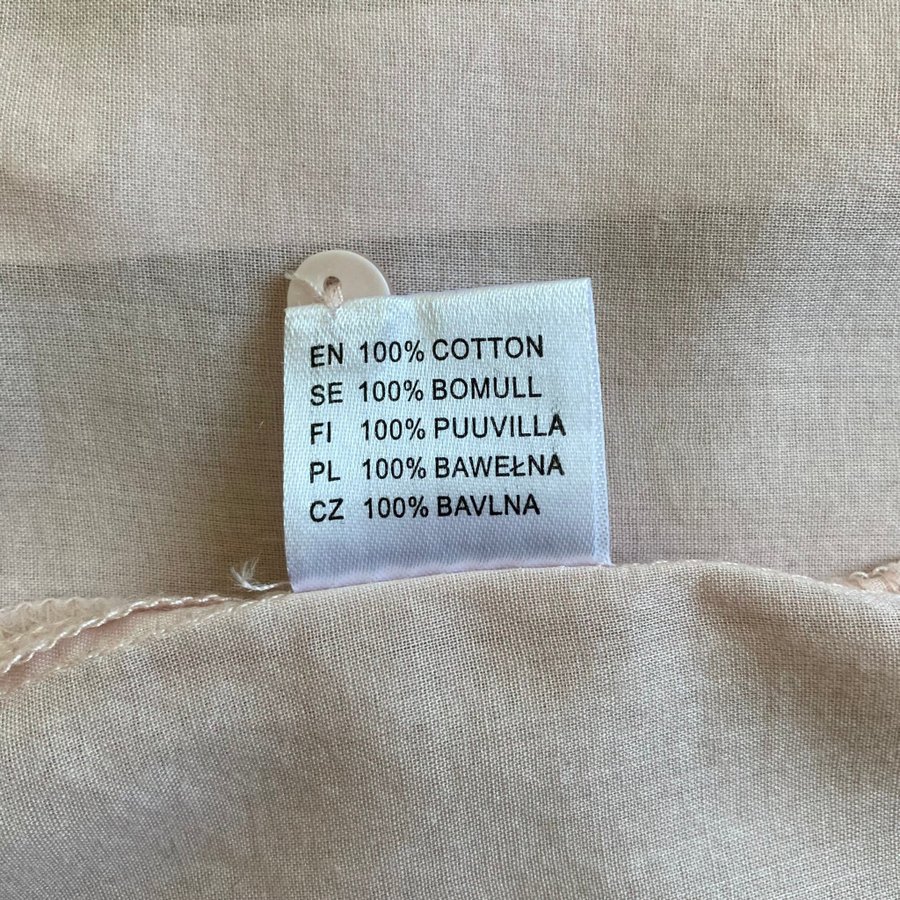 EN 100% COTTON
SE 100% BOMULL
FI 100% PUUVILLA
PL 100% BAWEŁNA
CZ 100% BAVLNA